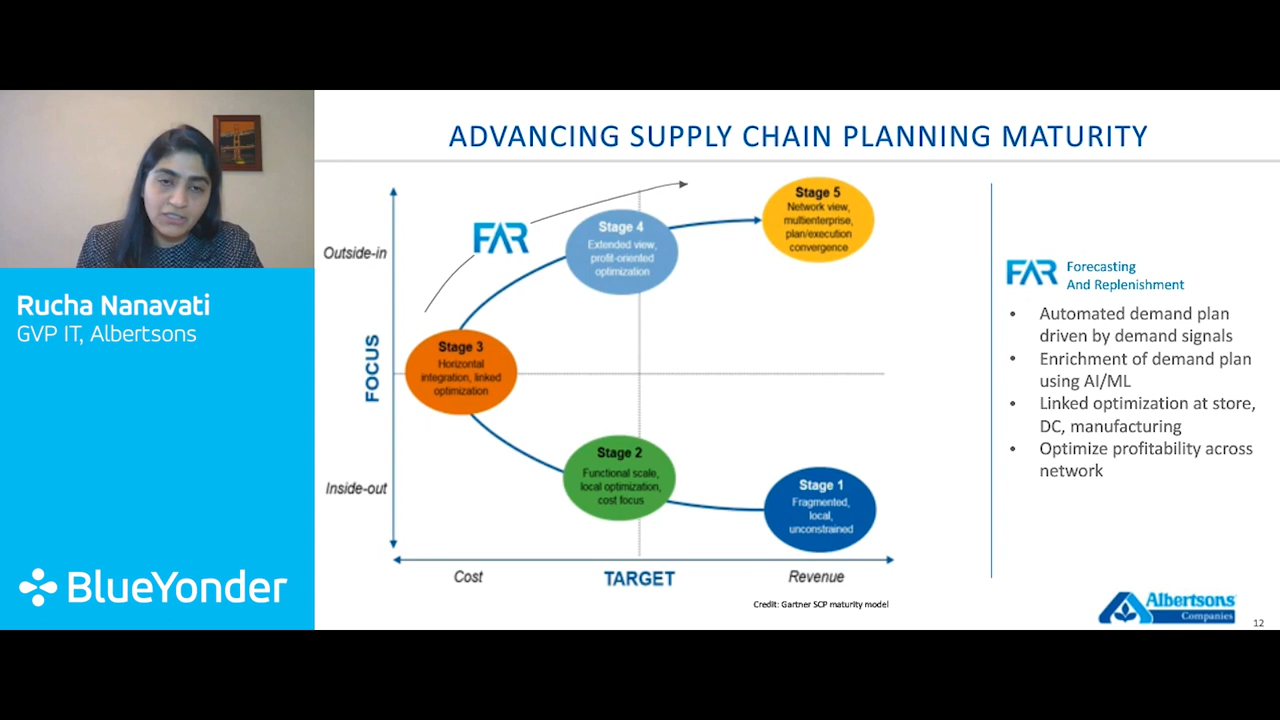 Rucha Nanavati
GVP IT, Albertsons
BlueYonder
ADVANCING SUPPLY CHAIN PLANNING MATURITY
FOCUS
Outside-in
Inside-out
FAR
Stage 5
Network view,
multienterprise,
plan/execution
convergence
Stage 4
Extended view,
profit-oriented
optimization
Stage 3
Horizontal
integration, linked
optimization
Stage 2
Functional scale,
local optimization,
cost focus
Stage 1
Fragmented,
local,
unconstrained
Cost
TARGET
Revenue
Credit: Gartner SCP maturity model
FAR
Forecasting
And Replenishment
• Automated demand plan
driven by demand signals
• Enrichment of demand plan
using AI/ML
• Linked optimization at store,
DC, manufacturing
• Optimize profitability across
network
Albertsons
Companies
12